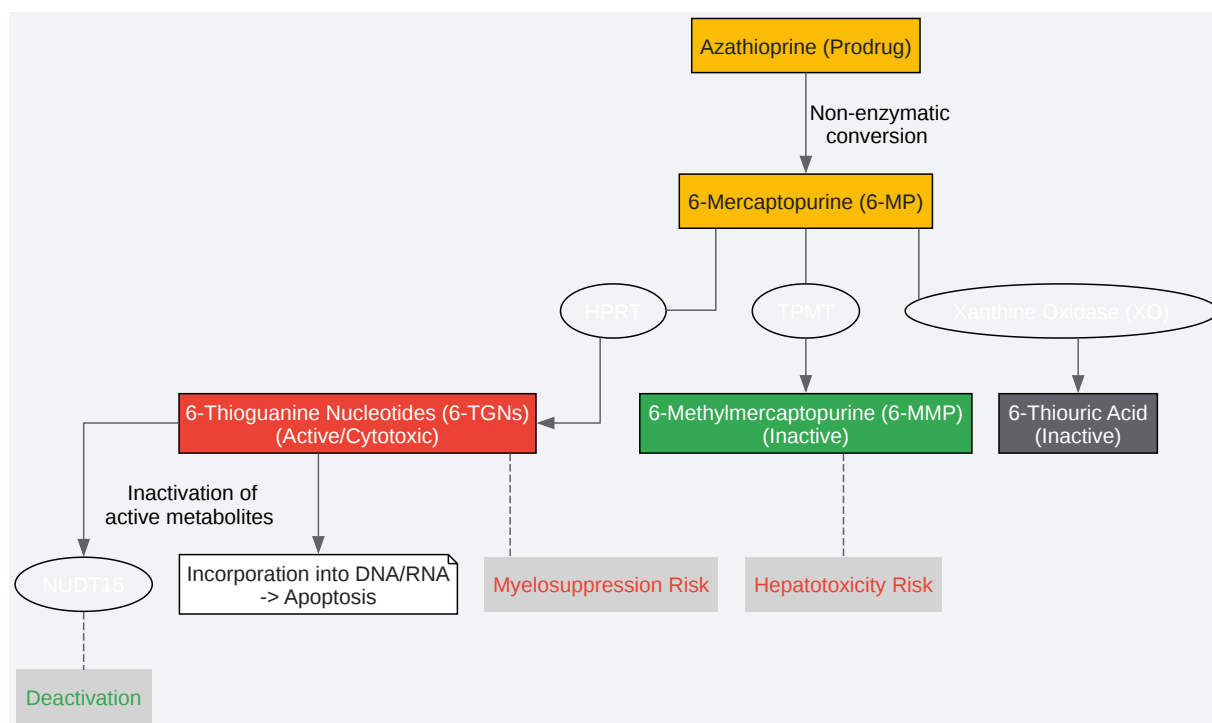 Azathioprine (Prodrug)
Non-enzymatic
conversion
6-Mercaptopurine (6-MP)
HPRT
TPMT
Xanthine Oxidase (XO)
6-Thioguanine Nucleotides (6-TGNs)
(Active/Cytotoxic)
6-Methylmercaptopurine (6-MMP)
(Inactive)
6-Thiouric Acid
(Inactive)
Inactivation of
active metabolites
NUDT15
Incorporation into DNA/RNA
-> Apoptosis
Myelosuppression Risk
Hepatotoxicity Risk
Deactivation